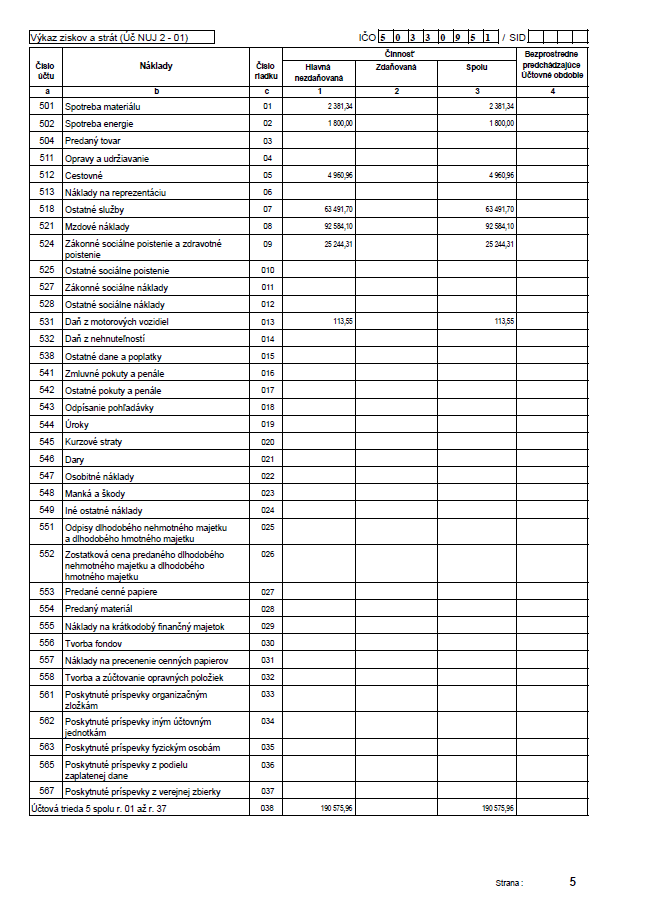 Výkaz ziskov a strát (Úč NUJ 2 - 01) IČO 5 0 3 3 0 9 5 1 / SID
Číslo účtu Náklady Číslo riadku Činnosť Bezprostredne predchádzajúce Účtovné obdobie
Hlavná nezdaňovaná Zdaňovaná Spolu
a b c 1 2 3 4
501 Spotreba materiálu 01 2 381,34 2 381,34
502 Spotreba energie 02 1 800,00 1 800,00
504 Predaný tovar 03
511 Opravy a udržiavanie 04
512 Cestovné 05 4 960,96 4 960,96
513 Náklady na reprezentáciu 06
518 Ostatné služby 07 63 491,70 63 491,70
521 Mzdové náklady 08 92 584,10 92 584,10
524 Zákonné sociálne poistenie a zdravotné 09 25 244,31 25 244,31
poistenie
525 Ostatné sociálne poistenie 010
527 Zákonné sociálne náklady 011
528 Ostatné sociálne náklady 012
531 Daň z motorových vozidiel 013 113,55 113,55
532 Daň z nehnuteľností 014
538 Ostatné dane a poplatky 015
541 Zmluvné pokuty a penále 016
542 Ostatné pokuty a penále 017
543 Odpísanie pohľadávky 018
544 Úroky 019
545 Kurzové straty 020
546 Dary 021
547 Osobitné náklady 022
548 Manká a škody 023
549 Iné ostatné náklady 024
551 Odpisy dlhodobého nehmotného majetku 025
a dlhodobého hmotného majetku
552 Zostatková cena predaného dlhodobého 026
nehmotného majetku a dlhodobého
hmotného majetku
553 Predané cenné papiere 027
554 Predaný materiál 028
555 Náklady na krátkodobý finančný majetok 029
556 Tvorba fondov 030
557 Náklady na precenenie cenných papierov 031
558 Tvorba a zúčtovanie opravných položiek 032
561 Poskytnuté príspevky organizačným 033
zložkám
562 Poskytnuté príspevky iným účtovným 034
jednotkám
563 Poskytnuté príspevky fyzickým osobám 035
565 Poskytnuté príspevky z podielu 036
zaplatenej dane
567 Poskytnuté príspevky z verejnej zbierky 037
Účtová trieda 5 spolu r. 01 až r. 37 038 190 575,96 190 575,96
Strana : 5